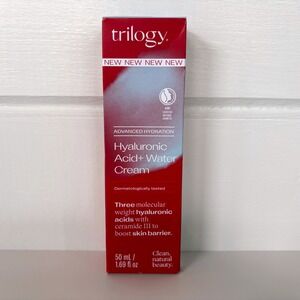 trilogy.
NEW NEW NEW NEW
ADVANCED HYDRATION
Hyaluronic
Acid+ Water
Cream
Dermatologically tested
Three molecular
weight hyaluronic
acids with
ceramide III to
boost skin barrier.
50 mL /
1.69 fl oz
Clean,
natural
beauty.